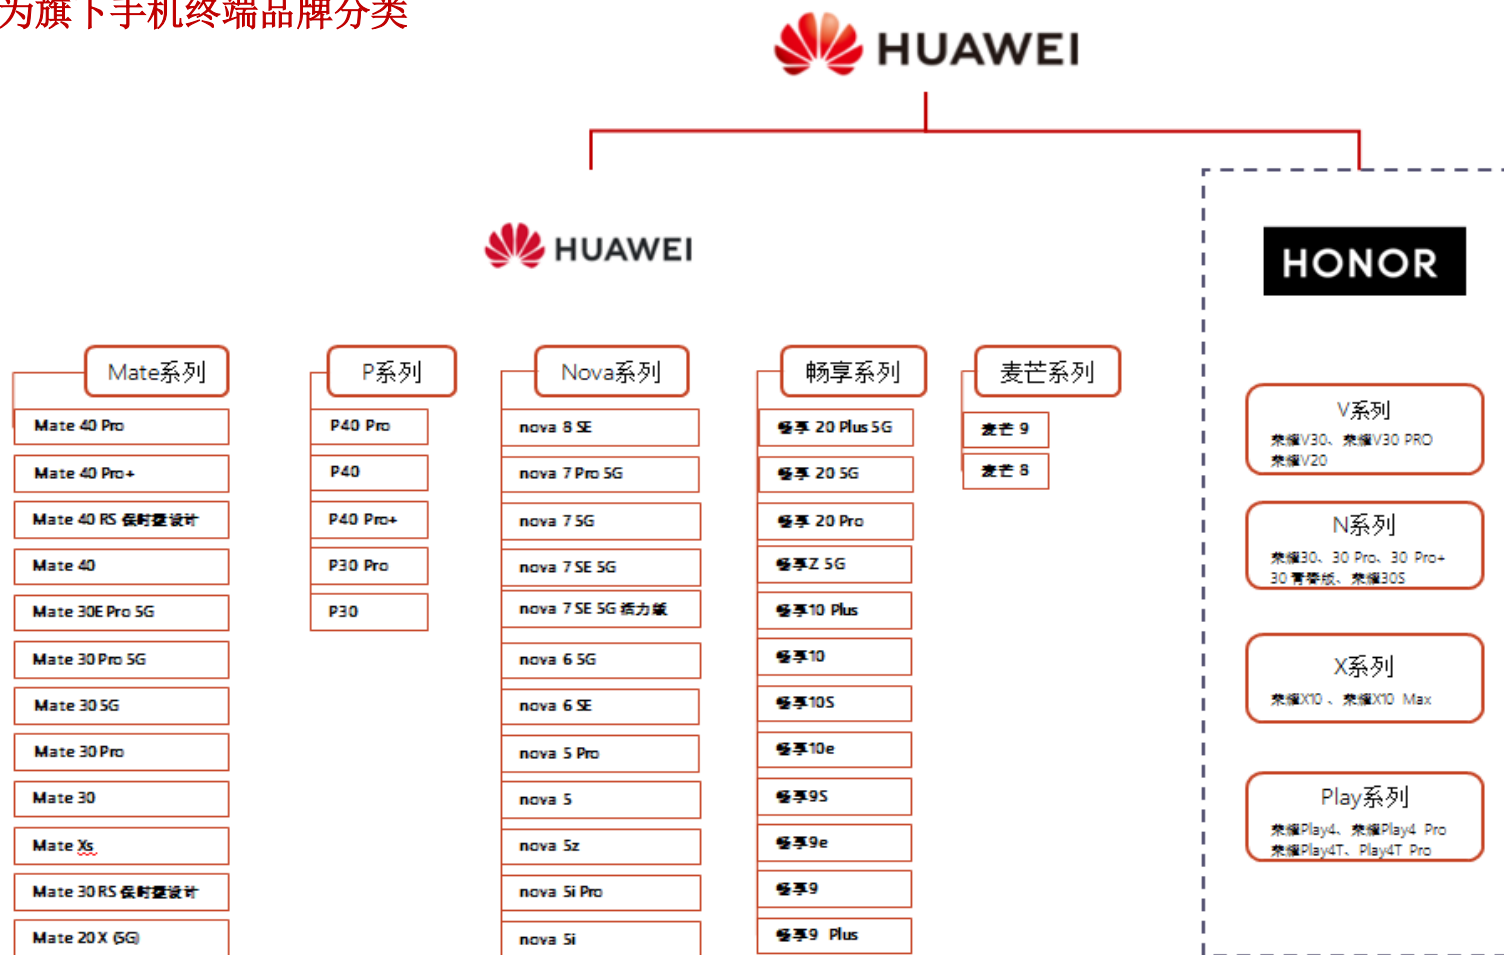 为旗下手机终端品牌分类
HUAWEI
HUAWEI
HONOR
Mate系列
Mate 40 Pro
Mate 40 Pro+
Mate 40 RS 保时捷设计
Mate 40
Mate 30E Pro 5G
Mate 30 Pro 5G
Mate 30 5G
Mate 30 Pro
Mate 30
Mate Xs
Mate 30 RS 保时捷设计
Mate 20 X (5G)
P系列
P40 Pro
P40
P40 Pro+
P30 Pro
P30
Nova系列
nova 8 SE
nova 7 Pro 5G
nova 7 5G
nova 7 SE 5G
nova 7 SE 5G 活力版
nova 6 5G
nova 6 SE
nova 5 Pro
nova 5
nova 5z
nova 5i Pro
nova 5i
畅享系列
畅享 20 Plus 5G
畅享 20 5G
畅享 20 Pro
畅享Z 5G
畅享10 Plus
畅享10
畅享10S
畅享10e
畅享9S
畅享9e
畅享9
畅享9 Plus
麦芒系列
麦芒 9
麦芒 8
V系列
荣耀V30、荣耀V30 PRO
荣耀V20
N系列
荣耀30、30 Pro、30 Pro+
30 青春版、荣耀30S
X系列
荣耀X10 、荣耀X10 Max
Play系列
荣耀Play4、荣耀Play4 Pro
荣耀Play4T、Play4T Pro